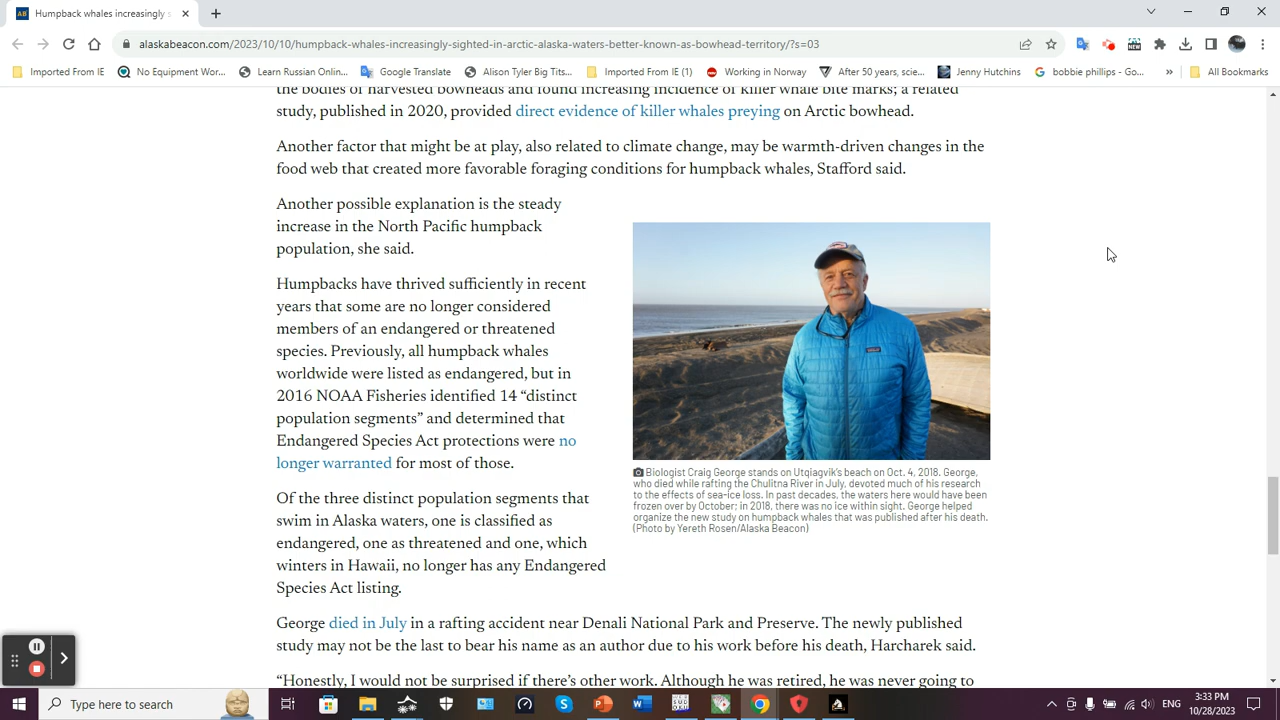 Humpback whales increasingly s
alaskabeacon.com/2023/10/10/humpback-whales-increasingly-sighted-in-arctic-alaska-waters-better-known-as-bowhead-territory/?s=03
Imported From IE
No Equipment Wor...
Learn Russian Onlin...
Google Translate
Alison Tyler Big Tits...
Imported From IE (1)
Working in Norway
After 50 years, scie...
Jenny Hutchins
bobbie phillips - Go...
»
All Bookmarks
the bodies of harvested bowheads and found increasing incidence of killer whale bite marks; a related
study, published in 2020, provided direct evidence of killer whales preying on Arctic bowhead.
Another factor that might be at play, also related to climate change, may be warmth-driven changes in the
food web that created more favorable foraging conditions for humpback whales, Stafford said.
Another possible explanation is the steady
increase in the North Pacific humpback
population, she said.
Humpbacks have thrived sufficiently in recent
years that some are no longer considered
members of an endangered or threatened
species. Previously, all humpback whales
worldwide were listed as endangered, but in
2016 NOAA Fisheries identified 14 “distinct
population segments” and determined that
Endangered Species Act protections were no
longer warranted for most of those.
Of the three distinct population segments that
swim in Alaska waters, one is classified as
endangered, one as threatened and one, which
winters in Hawaii, no longer has any Endangered
Species Act listing.
Biologist Craig George stands on Utqiagvik’s beach on Oct. 4, 2018. George,
who died while rafting the Chulitna River in July, devoted much of his research
to the effects of sea-ice loss. In past decades, the waters here would have been
frozen over by October; in 2018, there was no ice within sight. George helped
organize the new study on humpback whales that was published after his death.
(Photo by Yereth Rosen/Alaska Beacon)
George died in July in a rafting accident near Denali National Park and Preserve. The newly published
study may not be the last to bear his name as an author due to his work before his death, Harcharek said.
“Honestly, I would not be surprised if there’s other work. Although he was retired, he was never going to
Type here to search
3:33 PM
10/28/2023